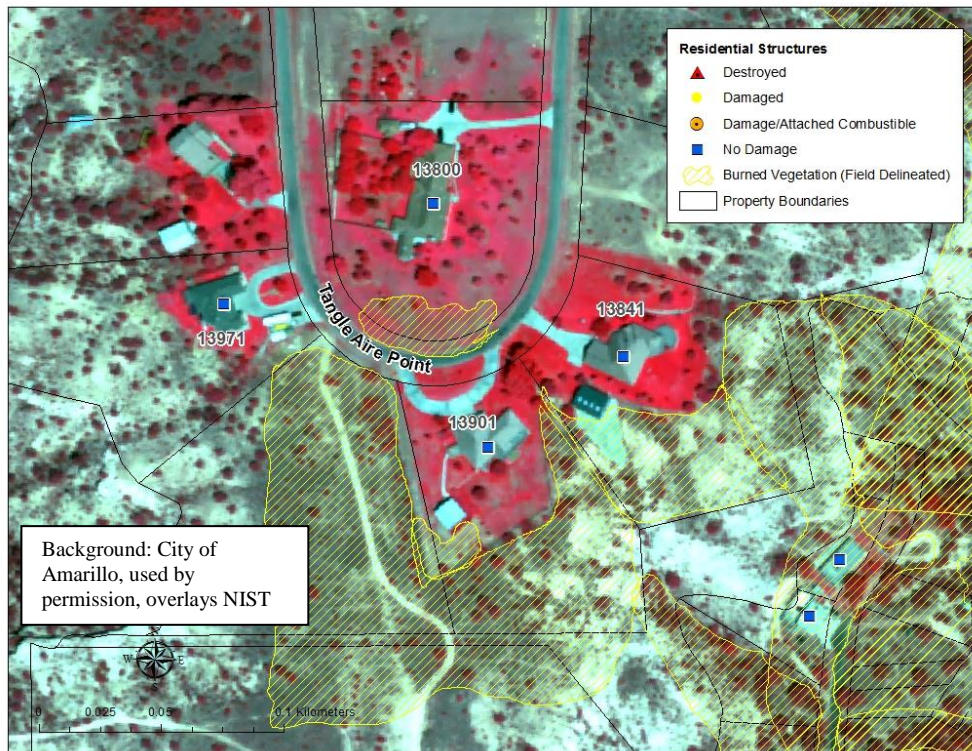 Residential Structures
Destroyed
Damaged
Damage/Attached Combustible
No Damage
Burned Vegetation (Field Delineated)
Property Boundaries
13800
13841
13971
Tangle Aire Point
13901
Background: City of
Amarillo, used by
permission, overlays NIST
W E
S
0 0.025 0.05 0.1 Kilometers